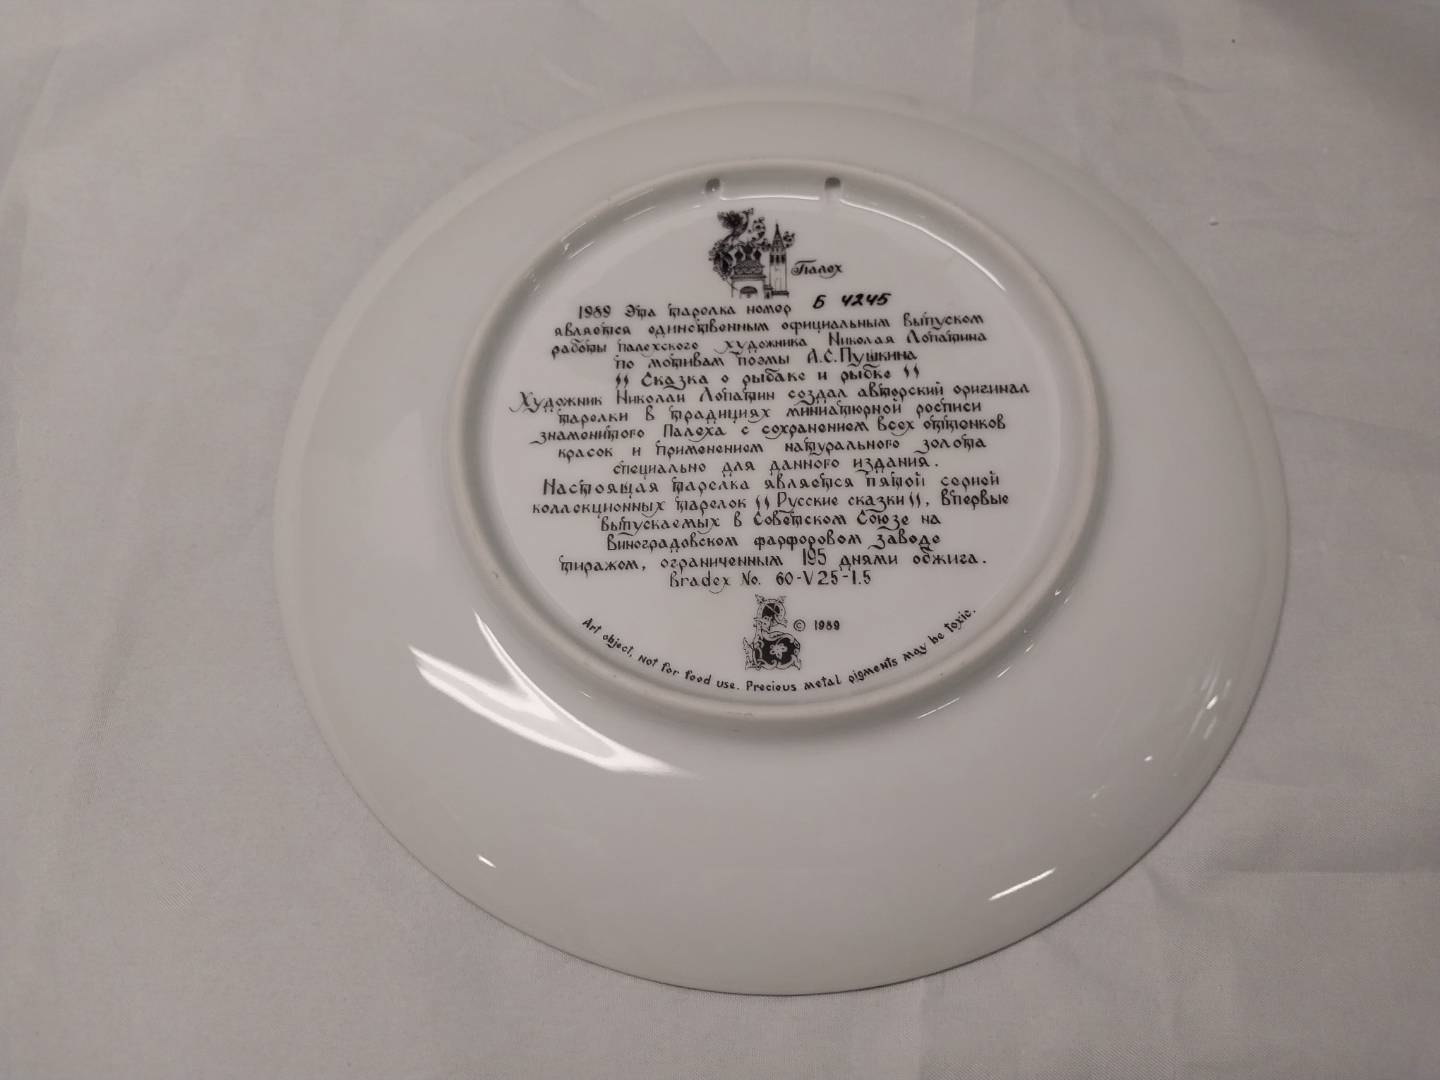 Палех
1989 Эта тарелка номер Б 4245
является единственным официальным выпуском
работы палехского художника Николая Лопатина
по мотивам поэмы А.С.Пушкина
"Сказка о рыбаке и рыбке"
Художник Николай Лопатин создал авторский оригинал
тарелки в традициях миниатюрной росписи
знаменитого Палеха с сохранением всех оттенков
красок и применением натурального золота
специально для данного издания.
Настоящая тарелка является пятой серией
коллекционных тарелок "Русские сказки", впервые
выпускаемых в Советском Союзе на
Виноградовском фарфоровом заводе
тиражом, ограниченным 195 днями обжига.
Bradex No. 60-V25-1.5
© 1989
Art object, Not for food use. Precious metal pigments may be toxic.